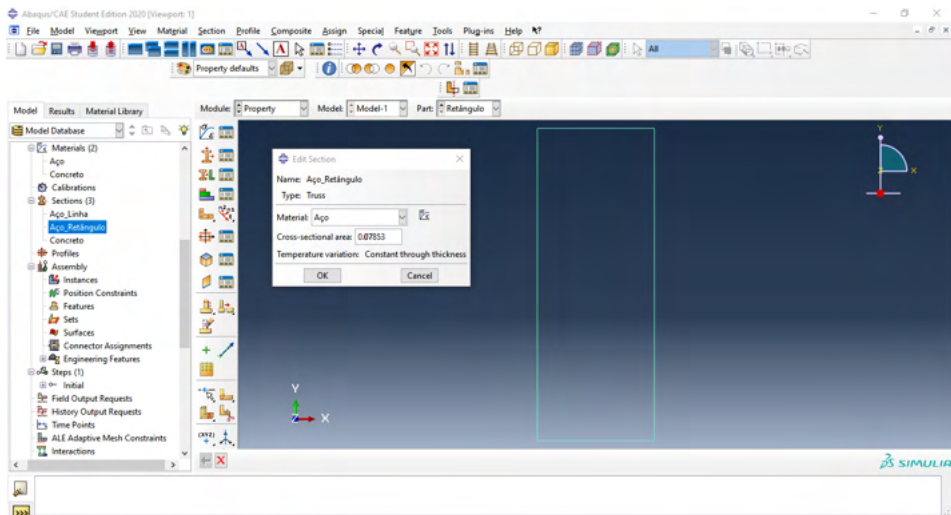 Abaqus/CAE Student Edition 2020 [Viewport: 1]
File Model Viewport View Material Section Profile Composite Assign Special Feature Tools Plug-ins Help
All
Property defaults
Model Results Material Library
Module: Property Model: Model-1 Part: Retângulo
Model Database
Materials (2)
Aço
Concreto
Calibrations
Sections (3)
Aço_Linha
Aço_Retângulo
Concreto
Profiles
Assembly
Instances
Position Constraints
Features
Sets
Surfaces
Connector Assignments
Engineering Features
Steps (1)
Initial
Field Output Requests
History Output Requests
Time Points
ALE Adaptive Mesh Constraints
Interactions
Edit Section
Name: Aço_Retângulo
Type: Truss
Material: Aço
Cross-sectional area: 0.07853
Temperature variation: Constant through thickness
OK Cancel
Y
X
Y
Z X
SIMULIA